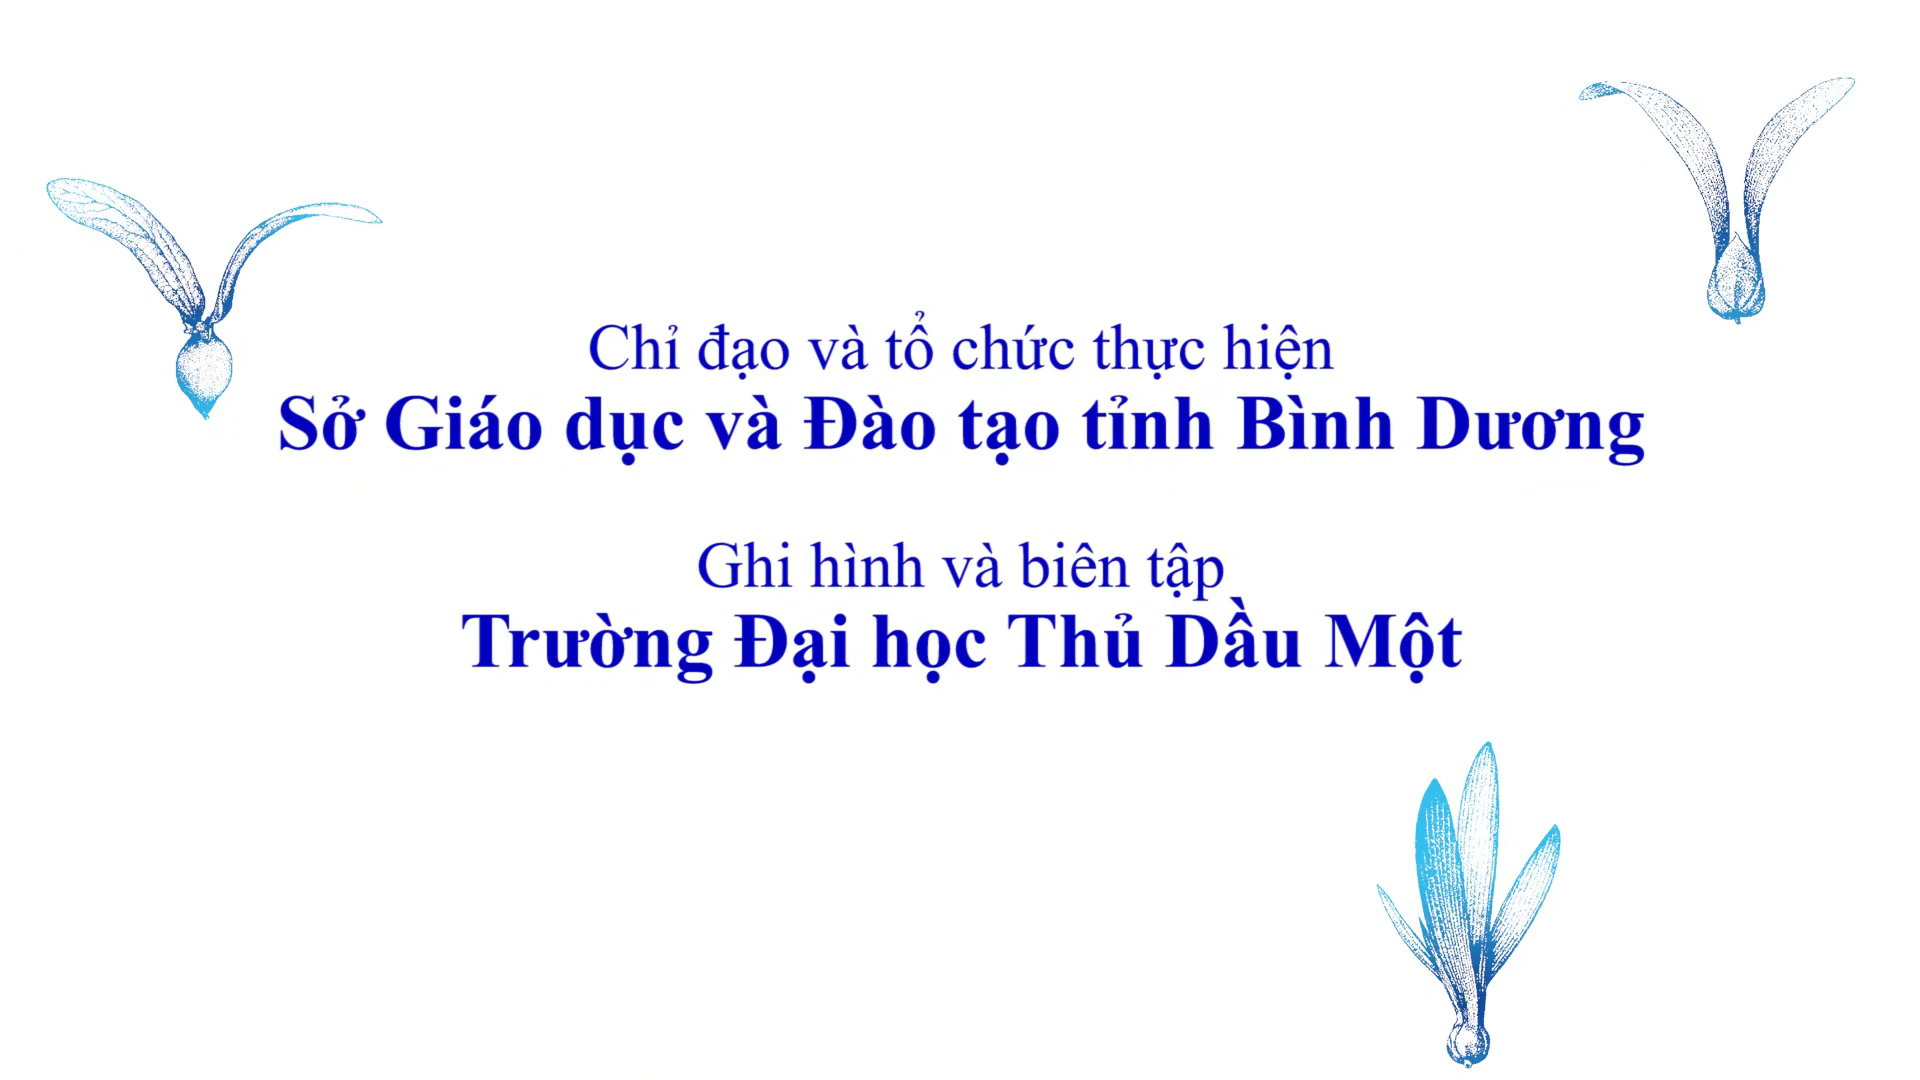 Chỉ đạo và tổ chức thực hiện
Sở Giáo dục và Đào tạo tỉnh Bình Dương
Ghi hình và biên tập
Trường Đại học Thủ Dầu Một